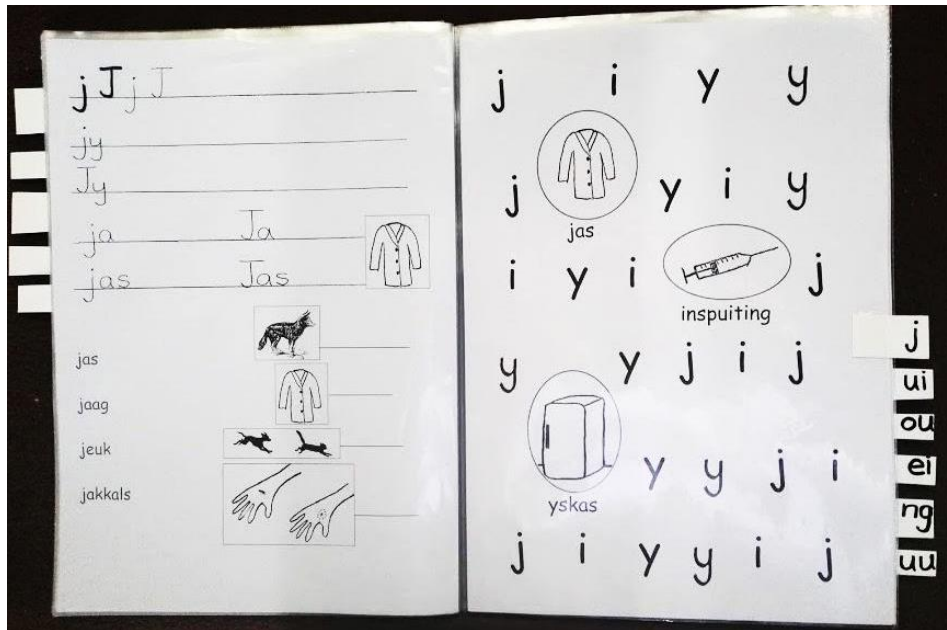 j J j J
jy
Jy
ja Ja
jas Jas
jas
jaag
jeuk
jakkals
j i y y
j y i y
jas
i y i j
inspuiting
y y j i j
y y j i
yskas
j i y y i j
j
ui
ou
ei
ng
uu